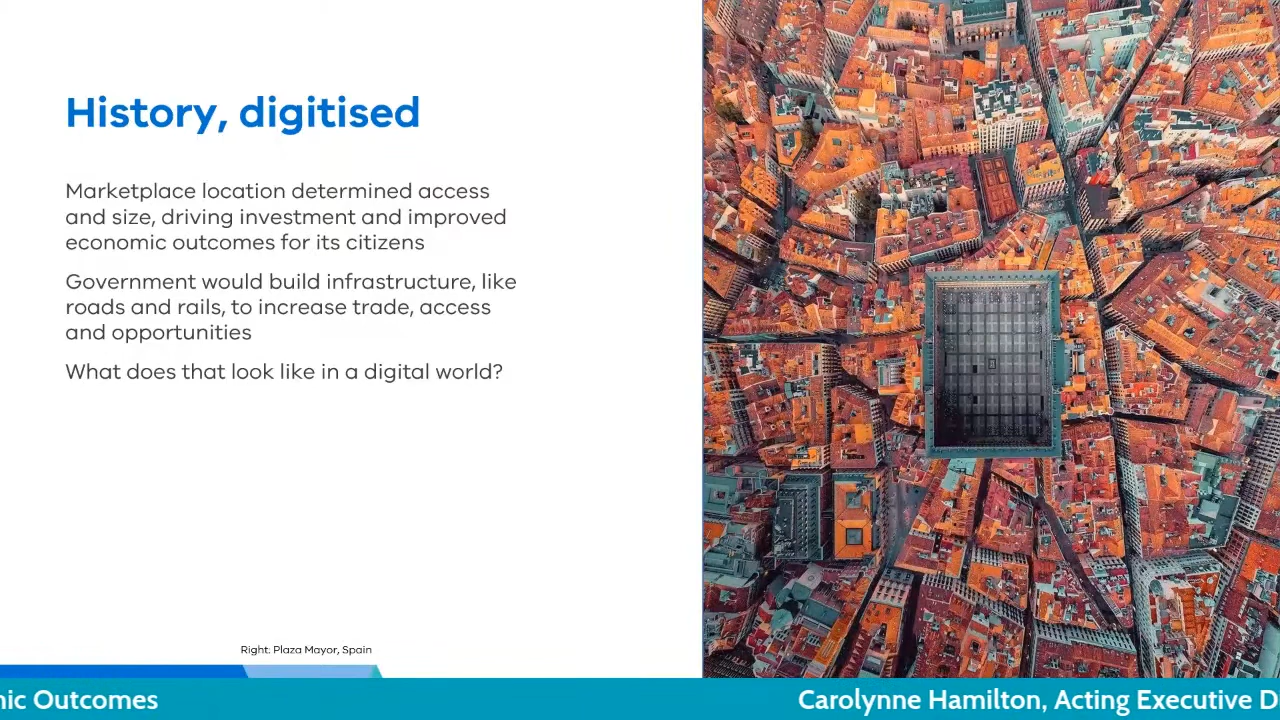 History, digitised
Marketplace location determined access
and size, driving investment and improved
economic outcomes for its citizens
Government would build infrastructure, like
roads and rails, to increase trade, access
and opportunities
What does that look like in a digital world?
Right: Plaza Mayor, Spain
nic Outcomes
Carolynne Hamilton, Acting Executive D